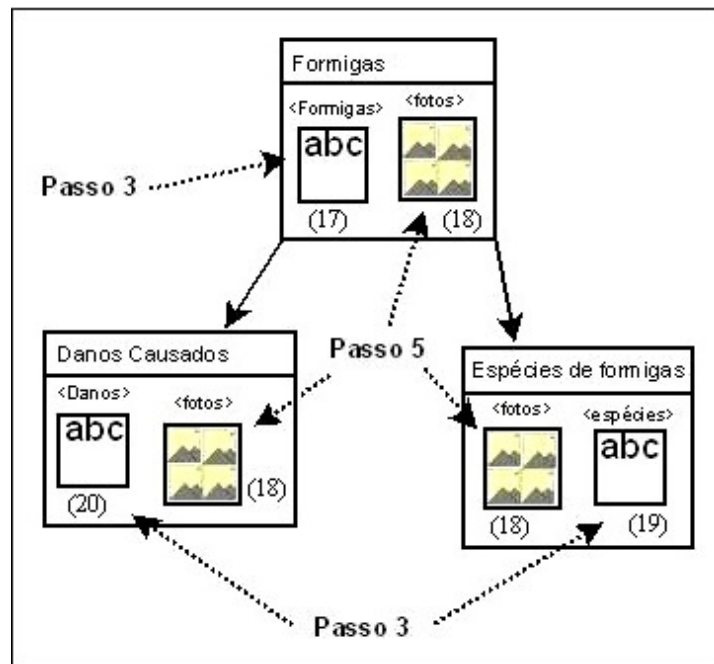 Formigas
<Formigas>
<fotos>
abc
Passo 3
(17)
(18)
Danos Causados
Passo 5
Espécies de formigas
<Danos>
<fotos>
abc
(20)
(18)
<fotos>
<espécies>
abc
(18)
(19)
Passo 3